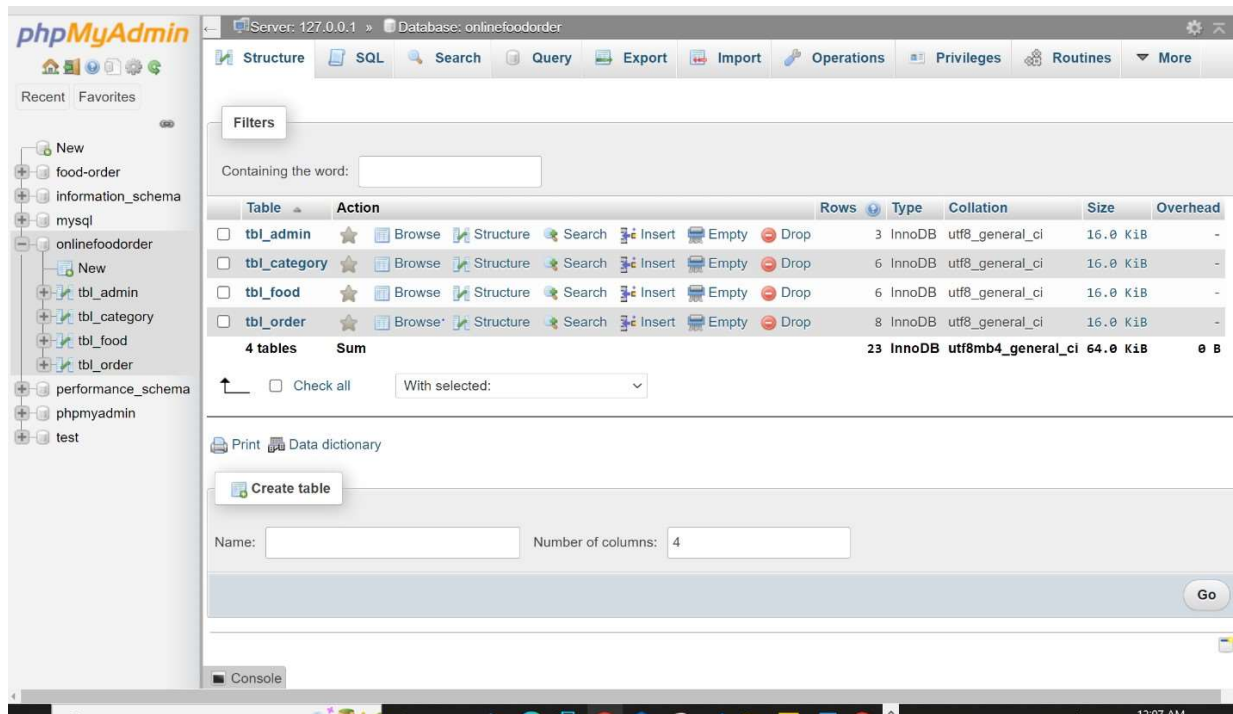 phpMyAdmin
Recent Favorites
New
food-order
information_schema
mysql
onlinefoodorder
New
tbl_admin
tbl_category
tbl_food
tbl_order
performance_schema
phpmyadmin
test
Server: 127.0.0.1 » Database: onlinefoodorder
Structure SQL Search Query Export Import Operations Privileges Routines More
Filters
Containing the word:
Table Action Rows Type Collation Size Overhead
tbl_admin Browse Structure Search Insert Empty Drop 3 InnoDB utf8_general_ci 16.0 KiB -
tbl_category Browse Structure Search Insert Empty Drop 6 InnoDB utf8_general_ci 16.0 KiB -
tbl_food Browse Structure Search Insert Empty Drop 6 InnoDB utf8_general_ci 16.0 KiB -
tbl_order Browse Structure Search Insert Empty Drop 8 InnoDB utf8_general_ci 16.0 KiB -
4 tables Sum 23 InnoDB utf8mb4_general_ci 64.0 KiB 0 B
Check all With selected:
Print Data dictionary
Create table
Name: Number of columns: 4
Go
Console